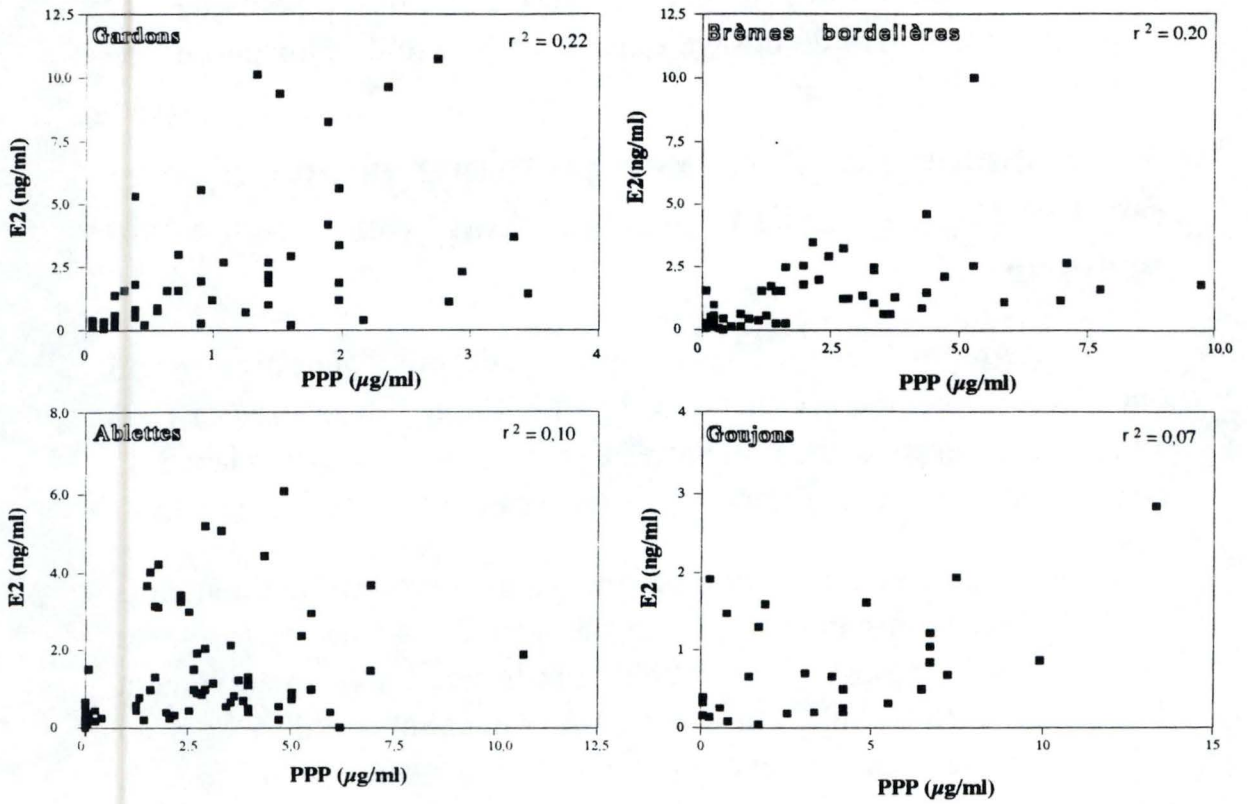 Gardons
r² = 0,22
12.5
10.0
7.5
5.0
2.5
0
E2 (ng/ml)
0
1
2
3
4
PPP (µg/ml)
Brèmes bordelières
r² = 0,20
12.5
10.0
7.5
5.0
2.5
0
E2(ng/ml)
0
2,5
5,0
7,5
10,0
PPP (µg/ml)
Ablettes
r² = 0.10
8.0
6.0
4.0
2.0
0
E2 (ng/ml)
0
2.5
5.0
7.5
10.0
12.5
PPP (µg/ml)
Goujons
r² = 0,07
4
3
2
1
0
E2 (ng/ml)
0
5
10
15
PPP (µg/ml)